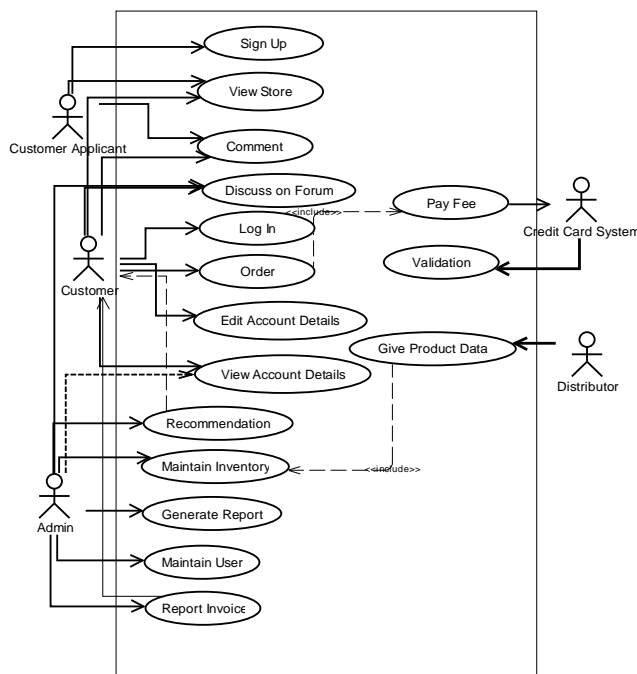 Sign Up
View Store
Customer Applicant
Comment
Discuss on Forum
<<include>>
Pay Fee
Credit Card System
Log In
Validation
Order
Customer
Edit Account Details
Give Product Data
View Account Details
Distributor
Recommendation
Maintain Inventory
<<include>>
Generate Report
Admin
Maintain User
Report Invoice